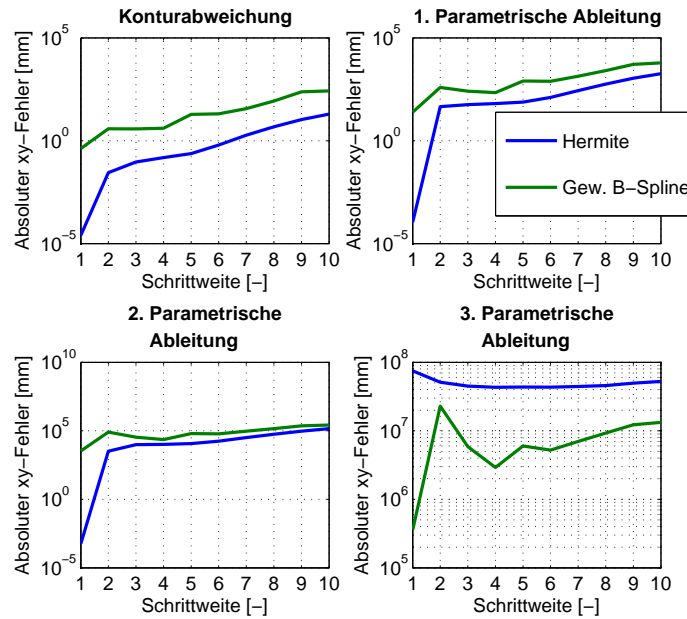 Konturabweichung
Absoluter xy−Fehler [mm]
10^5
10^0
10^−5
1 2 3 4 5 6 7 8 9 10
Schrittweite [−]
1. Parametrische Ableitung
Absoluter xy−Fehler [mm]
10^5
10^0
10^−5
1 2 3 4 5 6 7 8 9 10
Schrittweite [−]
Hermite
Gew. B−Spline
2. Parametrische
Ableitung
Absoluter xy−Fehler [mm]
10^10
10^5
10^0
10^−5
1 2 3 4 5 6 7 8 9 10
Schrittweite [−]
3. Parametrische
Ableitung
Absoluter xy−Fehler [mm]
10^8
10^7
10^6
10^5
1 2 3 4 5 6 7 8 9 10
Schrittweite [−]